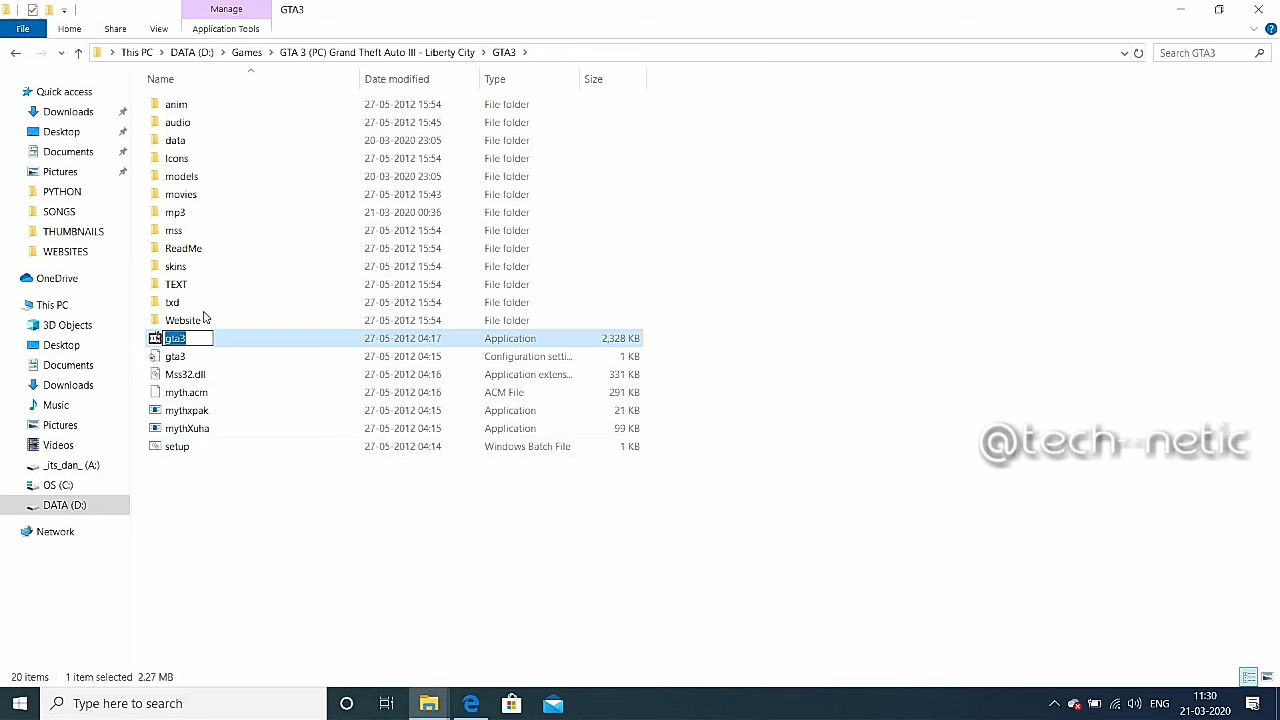 Manage
GTA3
File
Home
Share
View
Application Tools
This PC
DATA (D:)
Games
GTA 3 (PC) Grand Theft Auto III - Liberty City
GTA3
Search GTA3
Name
Date modified
Type
Size
Quick access
Downloads
Desktop
Documents
Pictures
PYTHON
SONGS
THUMBNAILS
WEBSITES
OneDrive
This PC
3D Objects
Desktop
Documents
Downloads
Music
Pictures
Videos
_its_dan_ (A:)
OS (C:)
DATA (D:)
Network
anim 27-05-2012 15:54 File folder
audio 27-05-2012 15:45 File folder
data 20-03-2020 23:05 File folder
Icons 27-05-2012 15:54 File folder
models 20-03-2020 23:05 File folder
movies 27-05-2012 15:43 File folder
mp3 21-03-2020 00:36 File folder
mss 27-05-2012 15:54 File folder
ReadMe 27-05-2012 15:54 File folder
skins 27-05-2012 15:54 File folder
TEXT 27-05-2012 15:54 File folder
txd 27-05-2012 15:54 File folder
Website 27-05-2012 15:54 File folder
gta3 27-05-2012 04:17 Application 2,328 KB
gta3 27-05-2012 04:15 Configuration setti... 1 KB
Mss32.dll 27-05-2012 04:16 Application extens... 331 KB
myth.acm 27-05-2012 04:16 ACM File 291 KB
mythxpak 27-05-2012 04:15 Application 21 KB
mythXuha 27-05-2012 04:15 Application 99 KB
setup 27-05-2012 04:14 Windows Batch File 1 KB
@tech--netic
20 items
1 item selected 2.27 MB
Type here to search
ENG
11:30
21-03-2020